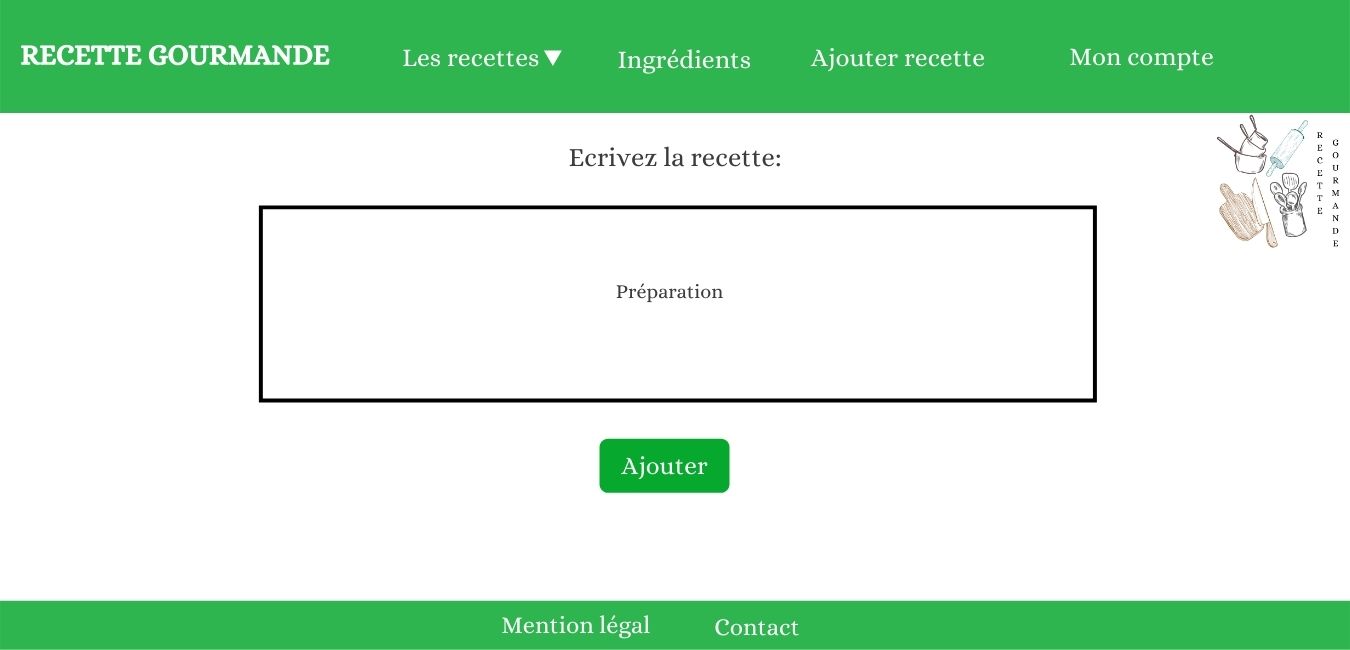 RECETTE GOURMANDE
Les recettes ▼
Ingrédients
Ajouter recette
Mon compte
RECETTE
GOURMANDE
Ecrivez la recette:
Préparation
Ajouter
Mention légal
Contact